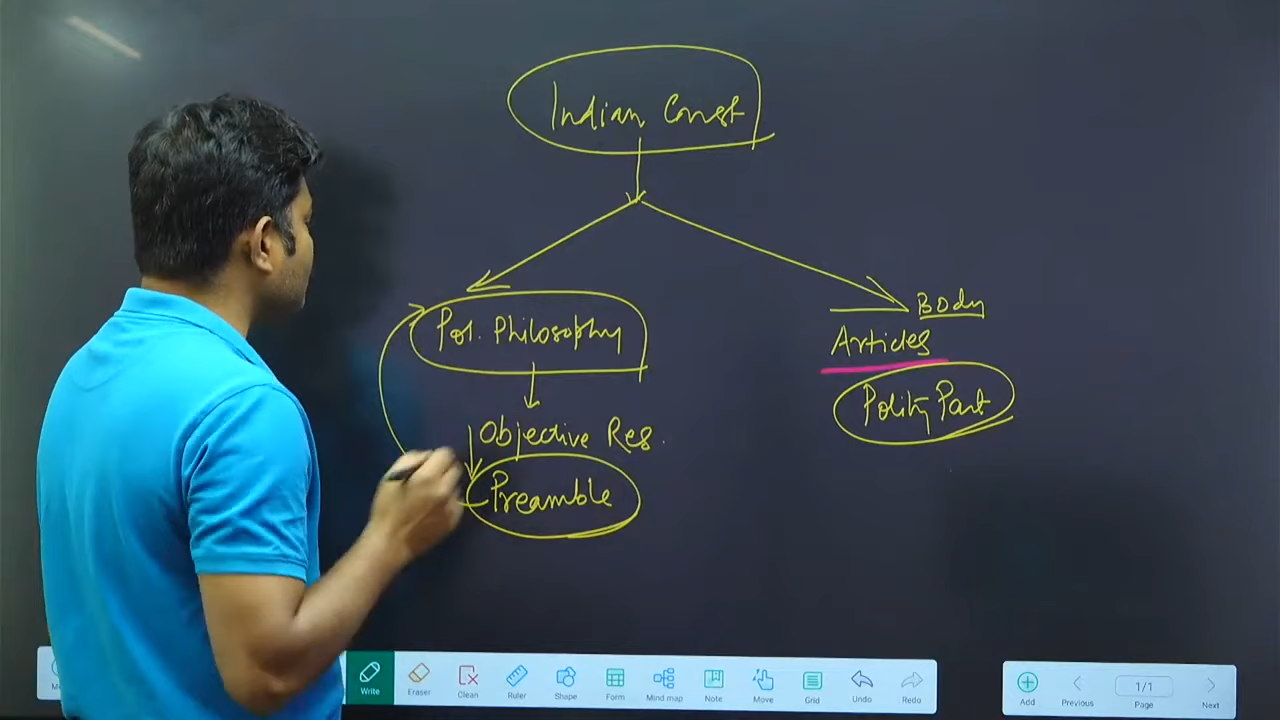 Indian Const
Pol. Philosophy
Objective Res.
Preamble
Body
Articles
Polity Part
Write
Eraser
Clean
Ruler
Shape
Form
Mind map
Note
Move
Grid
Undo
Redo
Add
Previous
1/1
Page
Next